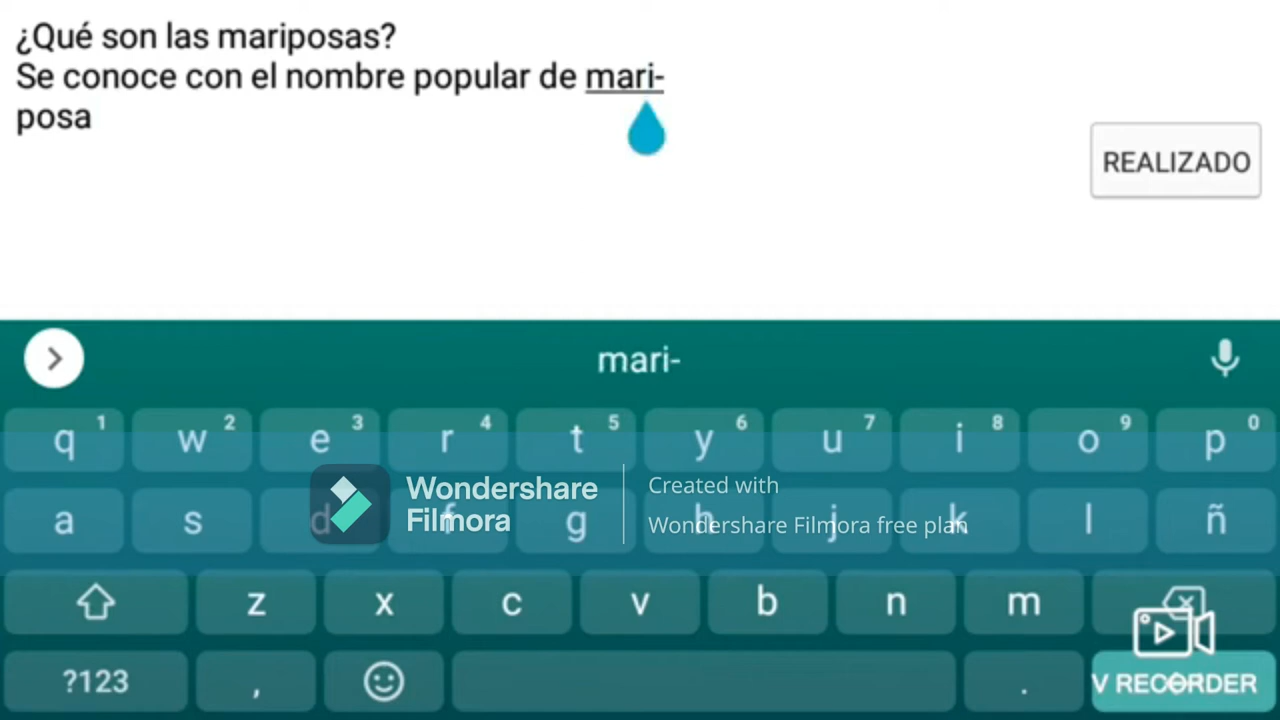 ¿Qué son las mariposas?
Se conoce con el nombre popular de mari-
posa
REALIZADO
mari-
q 1 w 2 e 3 r 4 t 5 y 6 u 7 i 8 o 9 p 0
a s d f g h j k l ñ
Wondershare
Filmora
Created with
Wondershare Filmora free plan
z x c v b n m
?123 , .
V RECORDER